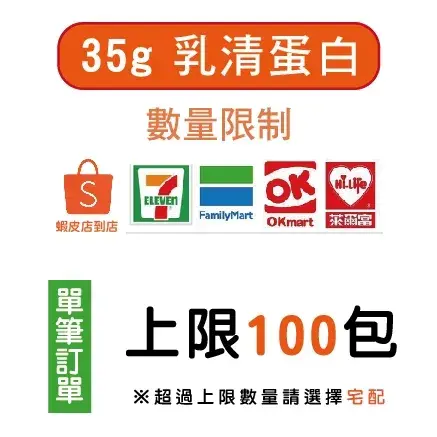 35g 乳清蛋白
數量限制
S
蝦皮店到店
7
ELEVEN
FamilyMart
OK
OKmart
Hi-Life
萊爾富
單筆訂單
上限100包
※超過上限數量請選擇宅配